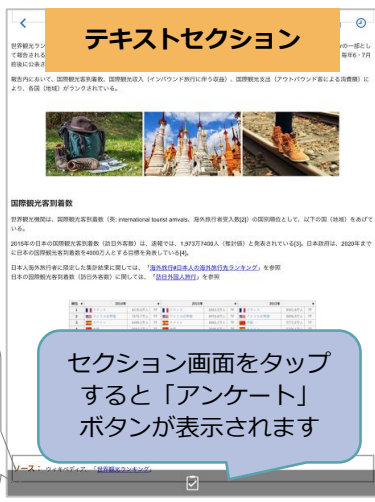 テキストセクション
世界観光ラン
の一部とし
て報告される
毎年6・7月
前後に公表さ
報告内において、国際観光客到着数、国際観光収入（インバウンド旅行に伴う収益）、国際観光支出（アウトバウンド客による消費額）に
より、各国（地域）がランクされている。
国際観光客到着数
世界観光機関は、国際観光客到着数（英: international tourist arrivals、海外旅行者受入数[2]）の国別順位として、以下の国（地域）をあげて
いる。
2015年の日本の国際観光客到着数（訪日外客数）は、速報では、1,973万7400人（推計値）と発表されている[3]。日本政府は、2020年まで
に日本の国際観光客到着数を4000万人とする目標を発表している[4]。
日本人海外旅行者に限定した集計結果に関しては、「海外旅行#日本人の海外旅行先ランキング」を参照
日本の国際観光客到着数（訪日外客数）に関しては、「訪日外国人旅行」を参照
セクション画面をタップ
すると「アンケート」
ボタンが表示されます
ソース： ウィキペディア, 「世界観光ランキング」